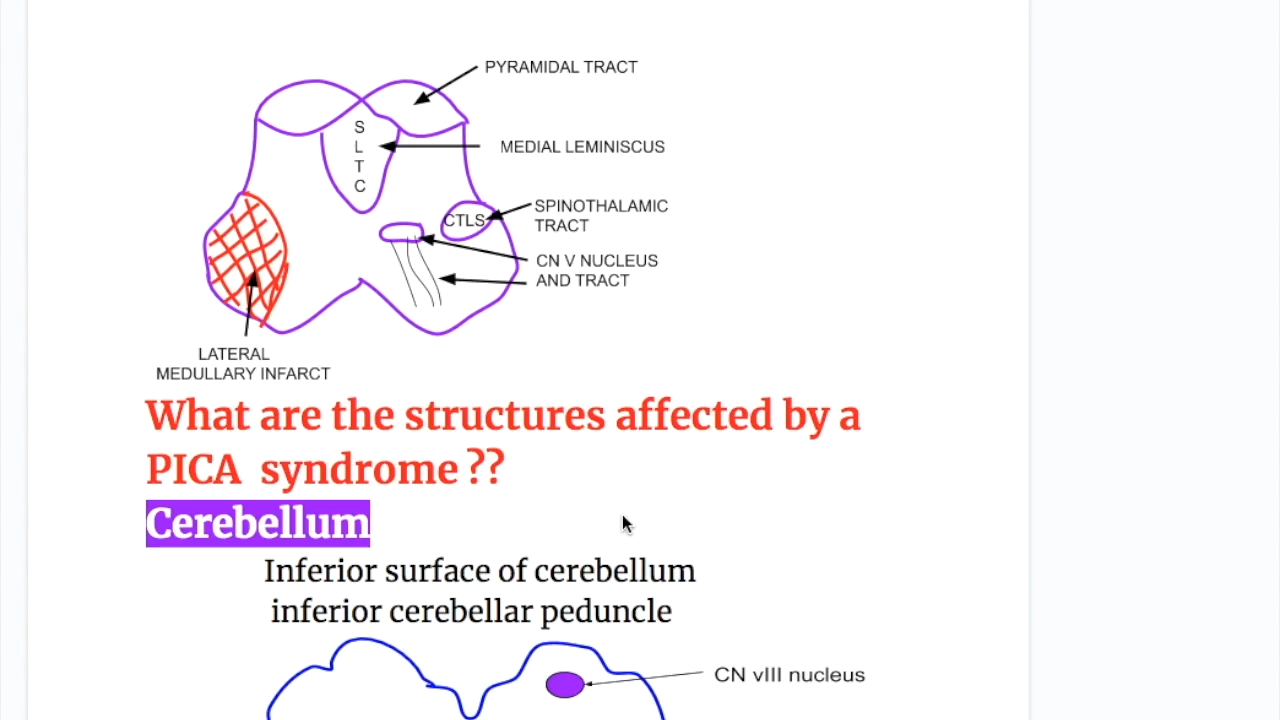 PYRAMIDAL TRACT
S
L
T
C
MEDIAL LEMINISCUS
CTLS
SPINOTHALAMIC
TRACT
CN V NUCLEUS
AND TRACT
LATERAL
MEDULLARY INFARCT
What are the structures affected by a
PICA syndrome ??
Cerebellum
Inferior surface of cerebellum
inferior cerebellar peduncle
CN vIII nucleus